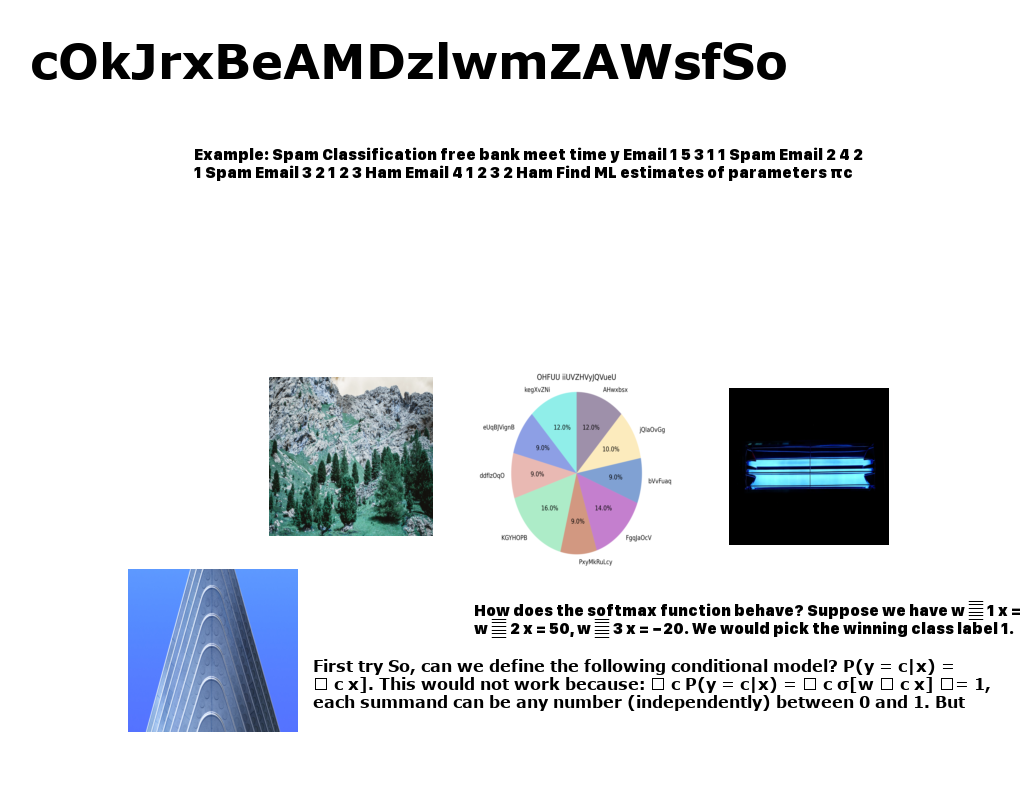 cOkJrxBeAMDzlwmZAWsfSo
Example: Spam Classification free bank meet time y Email 1 5 3 1 1 Spam Email 2 4 2
1 Spam Email 3 2 1 2 3 Ham Email 4 1 2 3 2 Ham Find ML estimates of parameters πc
OHFUU iiUVZHVyjQVueU
kegXvZNi
AHwxbsx
eUqBJVignB
jQIaOvGg
12.0%
12.0%
9.0%
10.0%
ddfIzOqO
9.0%
9.0%
bVvFuaq
16.0%
14.0%
9.0%
KGYHOPB
FgqJaOcV
PxyMkRuLcy
How does the softmax function behave? Suppose we have w 1 x =
w 2 x = 50, w 3 x = −20. We would pick the winning class label 1.
First try So, can we define the following conditional model? P(y = c|x) =
c x]. This would not work because: c P(y = c|x) = c σ[w c x] = 1,
each summand can be any number (independently) between 0 and 1. But